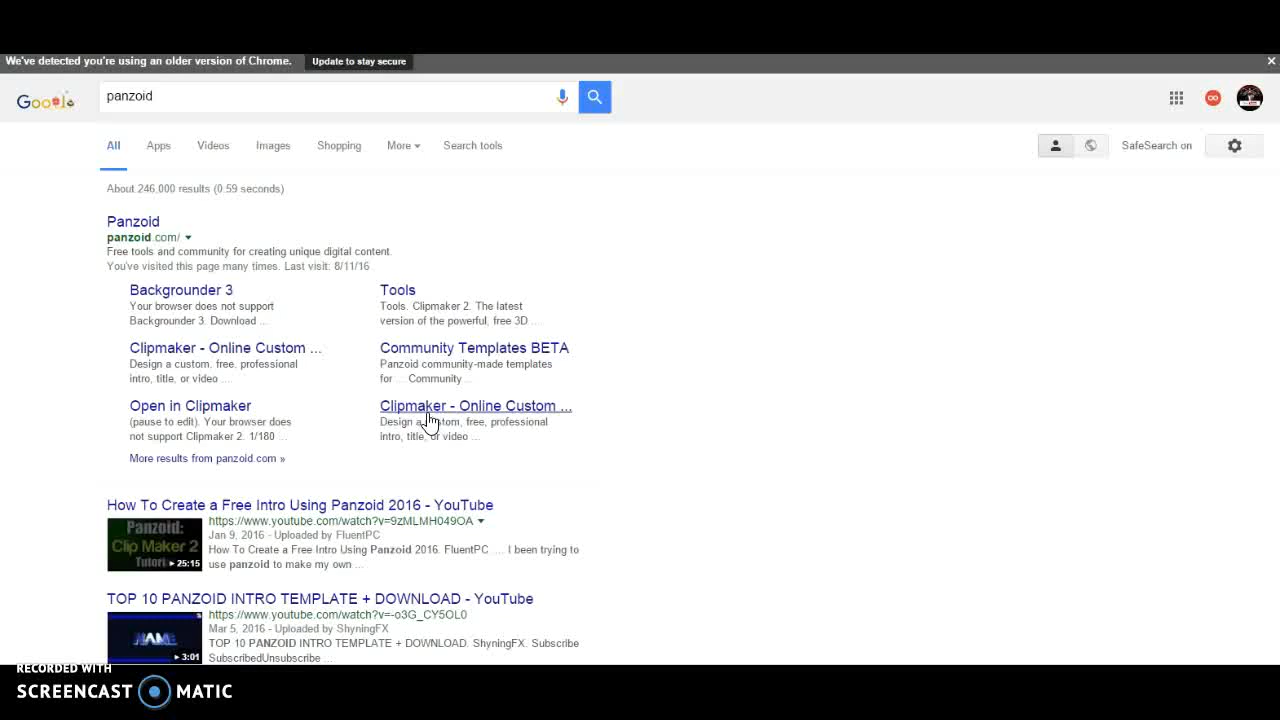 We've detected you're using an older version of Chrome. Update to stay secure
Google
panzoid
All Apps Videos Images Shopping More Search tools SafeSearch on
About 246,000 results (0.59 seconds)
Panzoid
panzoid.com/
Free tools and community for creating unique digital content.
You've visited this page many times. Last visit: 8/11/16
Backgrounder 3
Your browser does not support
Backgrounder 3. Download ...
Tools
Tools. Clipmaker 2. The latest
version of the powerful, free 3D ...
Clipmaker - Online Custom ...
Design a custom, free, professional
intro, title, or video ...
Community Templates BETA
Panzoid community-made templates
for ... Community ...
Open in Clipmaker
(pause to edit). Your browser does
not support Clipmaker 2. 1/180 ...
Clipmaker - Online Custom ...
Design a custom, free, professional
intro, title, or video ...
More results from panzoid.com »
How To Create a Free Intro Using Panzoid 2016 - YouTube
https://www.youtube.com/watch?v=9zMLMH049OA
Jan 9, 2016 - Uploaded by FluentPC
How To Create a Free Intro Using Panzoid 2016. FluentPC .... I been trying to
use panzoid to make my own ...
Panzoid:
Clip Maker 2
Tutori
25:15
TOP 10 PANZOID INTRO TEMPLATE + DOWNLOAD - YouTube
https://www.youtube.com/watch?v=-o3G_CY5OL0
Mar 5, 2016 - Uploaded by ShyningFX
TOP 10 PANZOID INTRO TEMPLATE + DOWNLOAD. ShyningFX. Subscribe
SubscribedUnsubscribe ...
NAME
3:01
RECORDED WITH
SCREENCAST MATIC